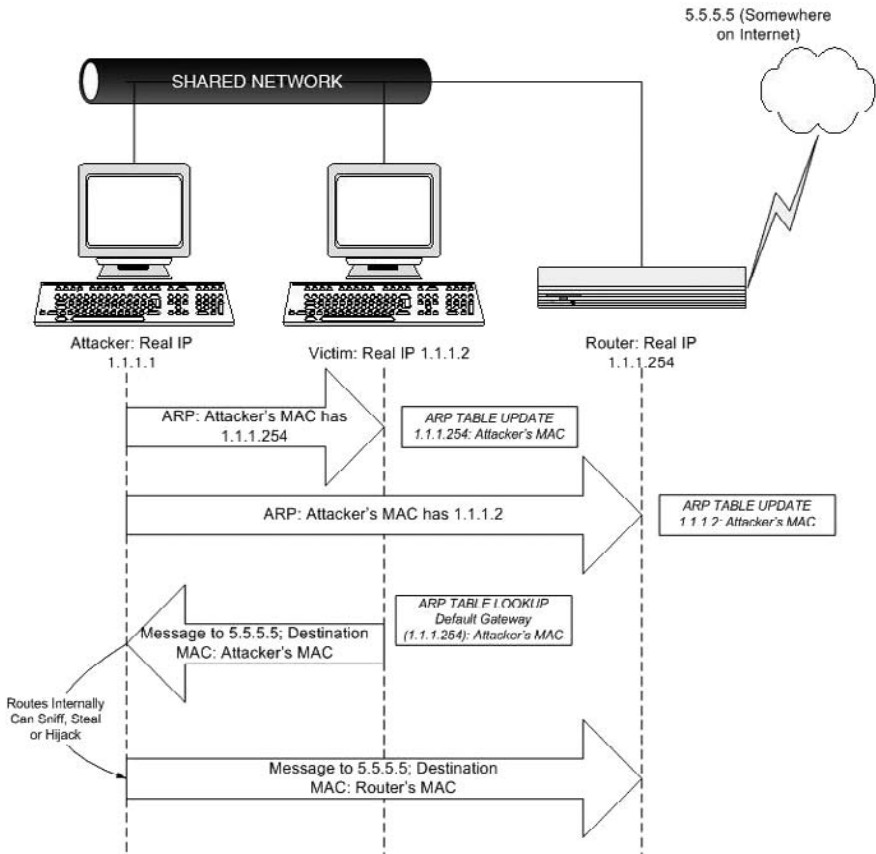 5.5.5.5 (Somewhere
on Internet)
SHARED NETWORK
Attacker: Real IP
1.1.1.1
Victim: Real IP 1.1.1.2
Router: Real IP
1.1.1.254
ARP: Attacker's MAC has
1.1.1.254
ARP TABLE UPDATE
1.1.1.254: Attacker's MAC
ARP: Attacker's MAC has 1.1.1.2
ARP TABLE UPDATE
1.1.1.2: Attacker's MAC
ARP TABLE LOOKUP
Default Gateway
(1.1.1.254): Attacker's MAC
Message to 5.5.5.5; Destination
MAC: Attacker's MAC
Routes Internally
Can Sniff, Steal
or Hijack
Message to 5.5.5.5; Destination
MAC: Router's MAC